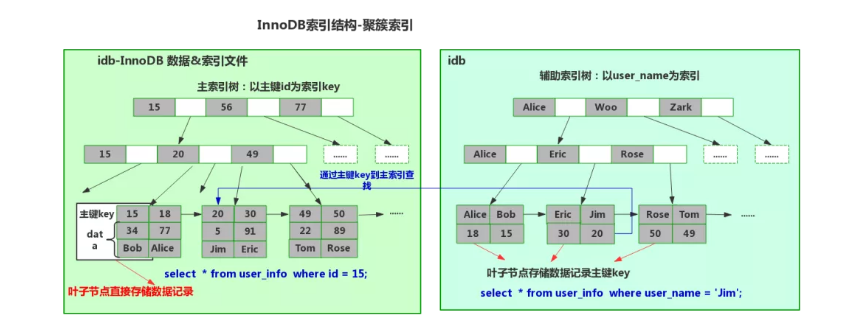 InnoDB索引结构-聚簇索引
idb-InnoDB 数据&索引文件
主索引树：以主键id为索引key
15 56 77
15 20 49
...... ......
通过主键key到主索引查
找
主键key 15 18 20 30 49 50 ......
dat
a
34 77 5 91 22 89
Bob Alice Jim Eric Tom Rose
select * from user_info where id = 15;
叶子节点直接存储数据记录
idb
辅助索引树：以user_name为索引
Alice Woo Zark
Alice Eric Rose
...... ......
Alice Bob Eric Jim Rose Tom ......
18 15 30 20 50 49
叶子节点存储数据记录主键key
select * from user_info where user_name = 'Jim';